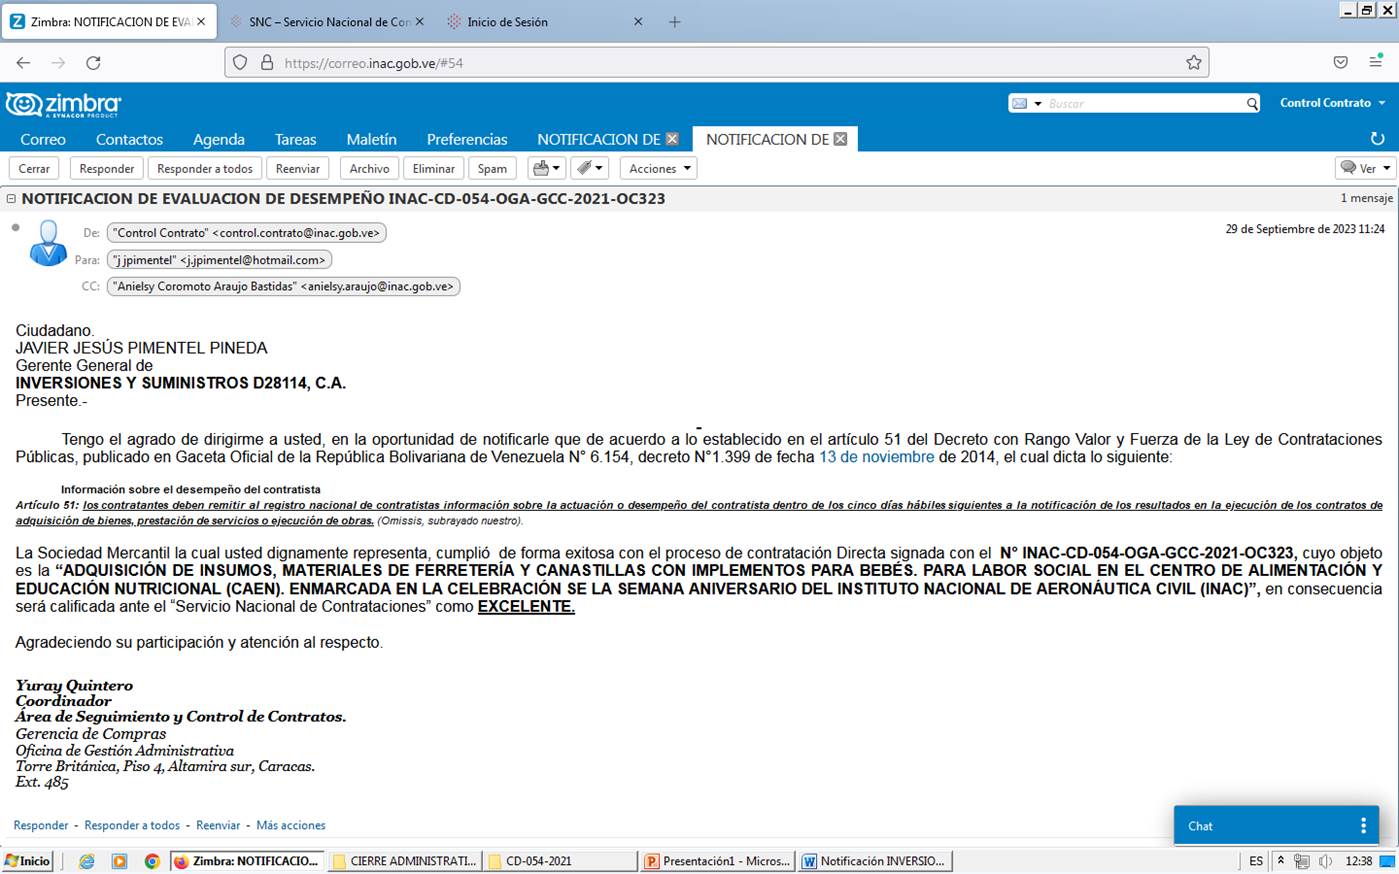 Zimbra: NOTIFICACION DE EVA
SNC – Servicio Nacional de Con
Inicio de Sesión
https://correo.inac.gob.ve/#54
zimbra
A SYNACOR PRODUCT
Buscar
Control Contrato
Correo Contactos Agenda Tareas Maletín Preferencias NOTIFICACION DE NOTIFICACION DE
Cerrar Responder Responder a todos Reenviar Archivo Eliminar Spam Acciones Ver
NOTIFICACION DE EVALUACION DE DESEMPEÑO INAC-CD-054-OGA-GCC-2021-OC323
1 mensaje
De: "Control Contrato" <control.contrato@inac.gob.ve>
29 de Septiembre de 2023 11:24
Para: "j jpimentel" <j.jpimentel@hotmail.com>
CC: "Anielsy Coromoto Araujo Bastidas" <anielsy.araujo@inac.gob.ve>
Ciudadano.
JAVIER JESÚS PIMENTEL PINEDA
Gerente General de
INVERSIONES Y SUMINISTROS D28114, C.A.
Presente.-
Tengo el agrado de dirigirme a usted, en la oportunidad de notificarle que de acuerdo a lo establecido en el artículo 51 del Decreto con Rango Valor y Fuerza de la Ley de Contrataciones
Públicas, publicado en Gaceta Oficial de la República Bolivariana de Venezuela N° 6.154, decreto N°1.399 de fecha 13 de noviembre de 2014, el cual dicta lo siguiente:
Información sobre el desempeño del contratista
Artículo 51: los contratantes deben remitir al registro nacional de contratistas información sobre la actuación o desempeño del contratista dentro de los cinco días hábiles siguientes a la notificación de los resultados en la ejecución de los contratos de
adquisición de bienes, prestación de servicios o ejecución de obras. (Omissis, subrayado nuestro).
La Sociedad Mercantil la cual usted dignamente representa, cumplió de forma exitosa con el proceso de contratación Directa signada con el N° INAC-CD-054-OGA-GCC-2021-OC323, cuyo objeto
es la “ADQUISICIÓN DE INSUMOS, MATERIALES DE FERRETERÍA Y CANASTILLAS CON IMPLEMENTOS PARA BEBÉS. PARA LABOR SOCIAL EN EL CENTRO DE ALIMENTACIÓN Y
EDUCACIÓN NUTRICIONAL (CAEN). ENMARCADA EN LA CELEBRACIÓN SE LA SEMANA ANIVERSARIO DEL INSTITUTO NACIONAL DE AERONÁUTICA CIVIL (INAC)”, en consecuencia
será calificada ante el “Servicio Nacional de Contrataciones” como EXCELENTE.
Agradeciendo su participación y atención al respecto.
Yuray Quintero
Coordinador
Área de Seguimiento y Control de Contratos.
Gerencia de Compras
Oficina de Gestión Administrativa
Torre Británica, Piso 4, Altamira sur, Caracas.
Ext. 485
Responder - Responder a todos - Reenviar - Más acciones
Chat
Inicio
Zimbra: NOTIFICACIO...
CIERRE ADMINISTRATI...
CD-054-2021
Presentación1 - Micros...
Notificación INVERSIO...
ES
12:38